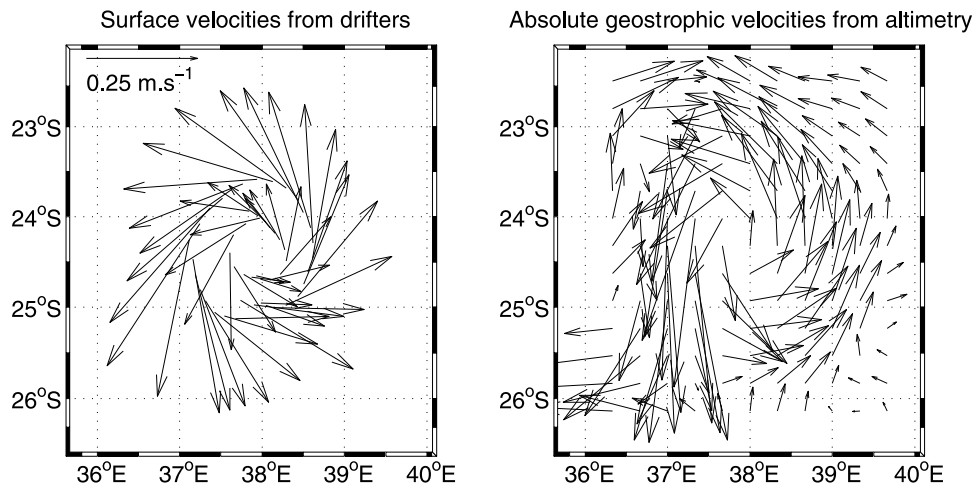 Surface velocities from drifters
0.25 m.s⁻¹
23°S
24°S
25°S
26°S
36°E 37°E 38°E 39°E 40°E
Absolute geostrophic velocities from altimetry
23°S
24°S
25°S
26°S
36°E 37°E 38°E 39°E 40°E